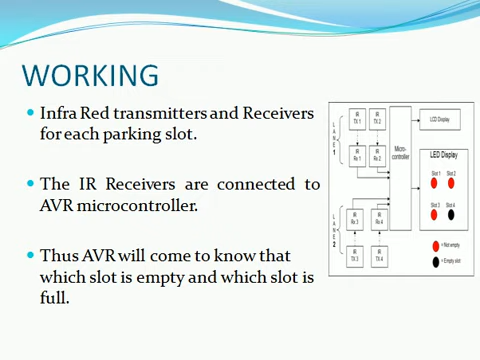 WORKING
Infra Red transmitters and Receivers
for each parking slot.
The IR Receivers are connected to
AVR microcontroller.
Thus AVR will come to know that
which slot is empty and which slot is
full.
LANE 1
IR
TX 1
IR
TX 2
IR
Rx 1
IR
Rx 2
Micro-
controller
LCD Display
LED Display
Slot 1
Slot 2
Slot 3
Slot 4
LANE 2
IR
Rx 3
IR
Rx 4
IR
TX 3
IR
TX 4
= Not empty
= Empty slot